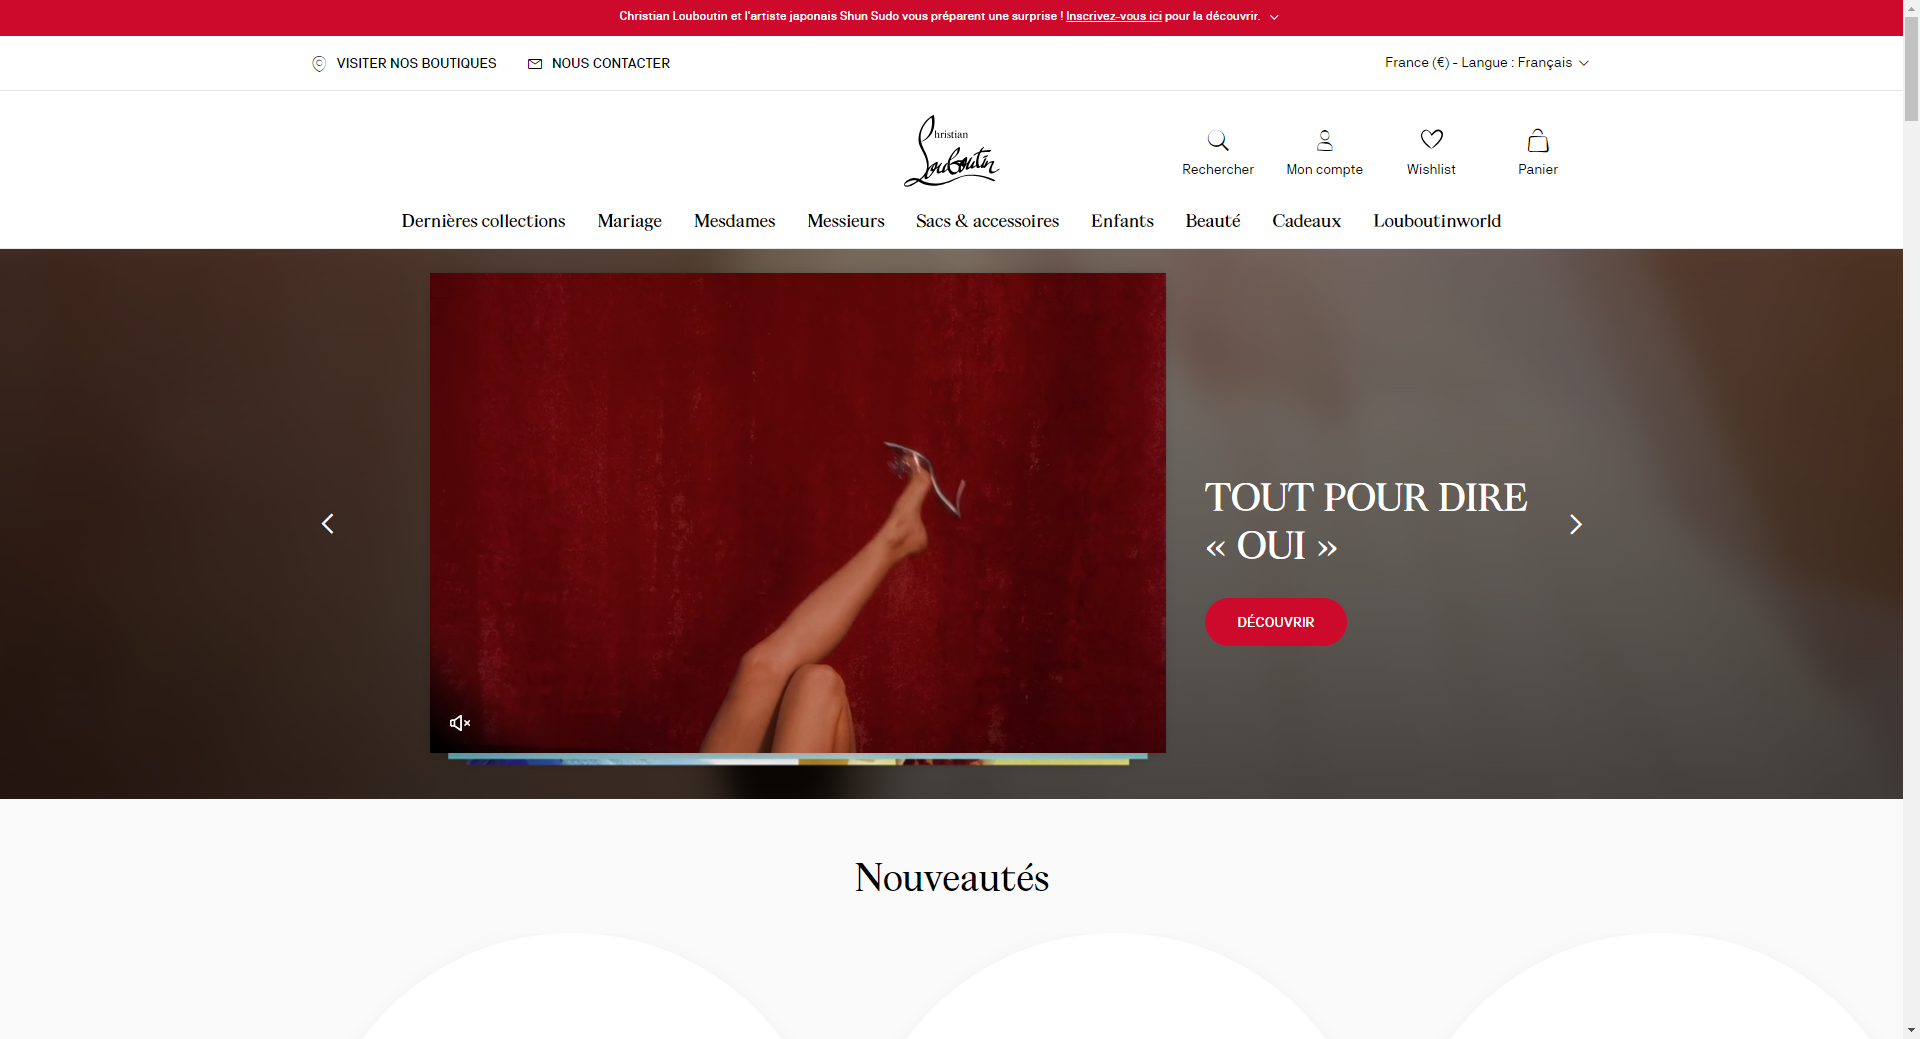 Christian Louboutin et l'artiste japonais Shun Sudo vous préparent une surprise ! Inscrivez-vous ici pour la découvrir.
VISITER NOS BOUTIQUES
NOUS CONTACTER
France (€) - Langue : Français
Christian
Louboutin
Rechercher
Mon compte
Wishlist
Panier
Dernières collections
Mariage
Mesdames
Messieurs
Sacs & accessoires
Enfants
Beauté
Cadeaux
Louboutinworld
TOUT POUR DIRE
« OUI »
DÉCOUVRIR
Nouveautés